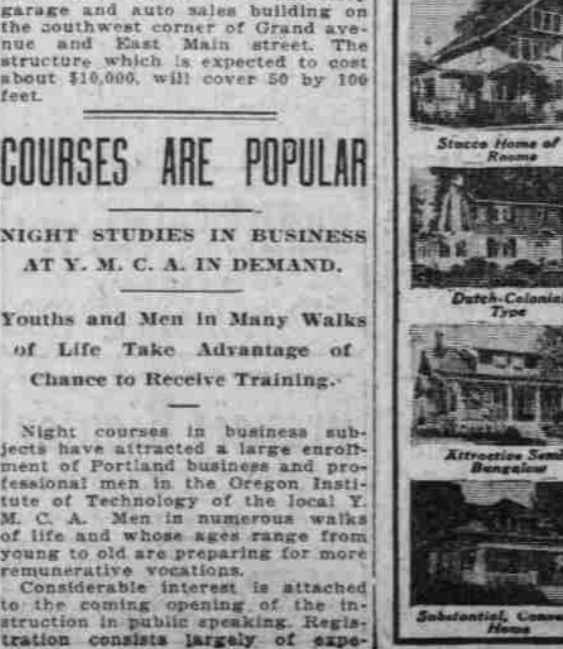 garage and auto sales building on
the southwest corner of Grand ave-
nue and East Main street. The
structure which is expected to cost
about $10,000, will cover 50 by 100
feet.
COURSES ARE POPULAR
NIGHT STUDIES IN BUSINESS
AT Y. M. C. A. IN DEMAND.
Youths and Men in Many Walks
of Life Take Advantage of
Chance to Receive Training.
Night courses in business sub-
jects have attracted a large enroll-
ment of Portland business and pro-
fessional men in the Oregon Insti-
tute of Technology of the local Y.
M. C. A. Men in numerous walks
of life and whose ages range from
young to old are preparing for more
remunerative vocations.
Considerable interest is attached
to the coming opening of the in-
struction in public speaking. Regis-
tration consists largely of expe-
Stucco Home of
Rooms
Dutch-Colonial
Type
Attractive
Bungalow
Substantial,
Home